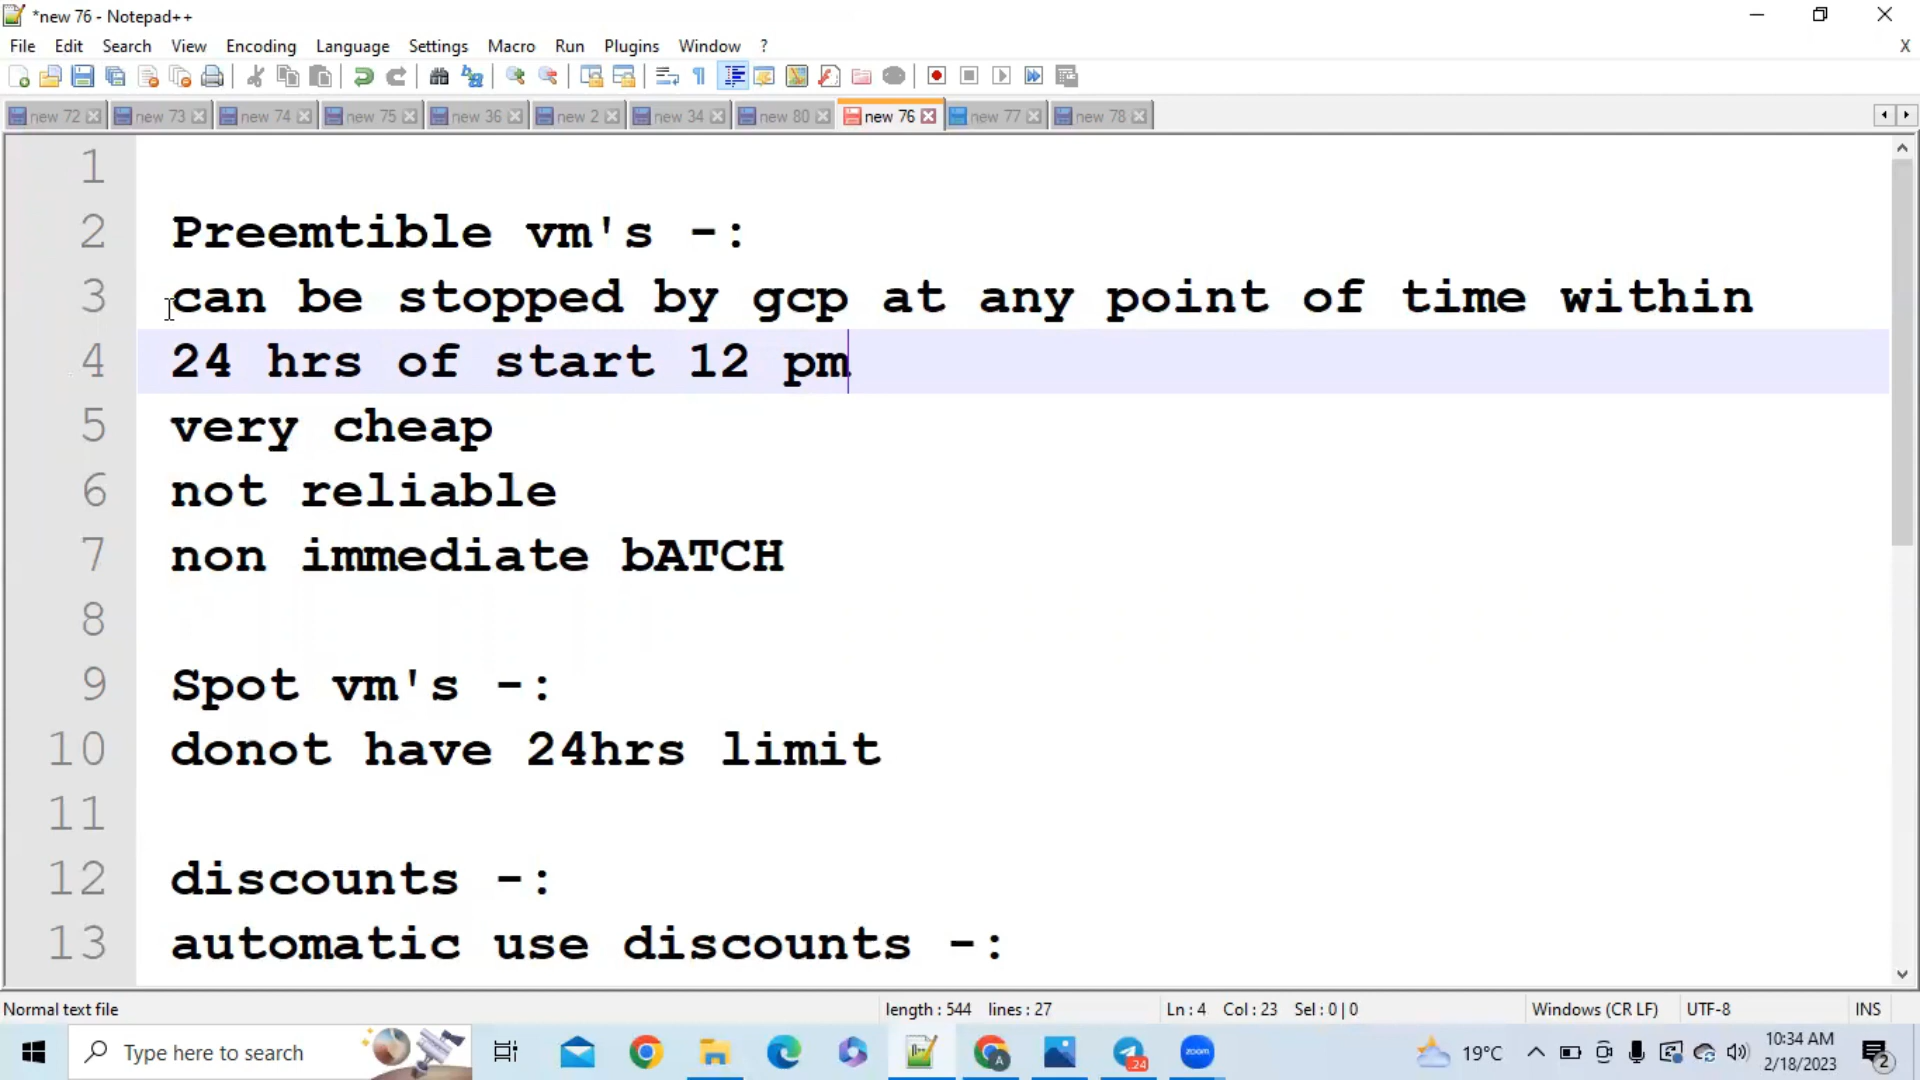 *new 76 - Notepad++
File Edit Search View Encoding Language Settings Macro Run Plugins Window ? X
new 72 new 73 new 74 new 75 new 36 new 2 new 34 new 80 new 76 new 77 new 78
1
2 Preemtible vm's -:
3 can be stopped by gcp at any point of time within
4 24 hrs of start 12 pm
5 very cheap
6 not reliable
7 non immediate bATCH
8
9 Spot vm's -:
10 donot have 24hrs limit
11
12 discounts -:
13 automatic use discounts -:
Normal text file length : 544 lines : 27 Ln : 4 Col : 23 Sel : 0 | 0 Windows (CR LF) UTF-8 INS
Type here to search 24 zoom 19°C 10:34 AM
2/18/2023 2